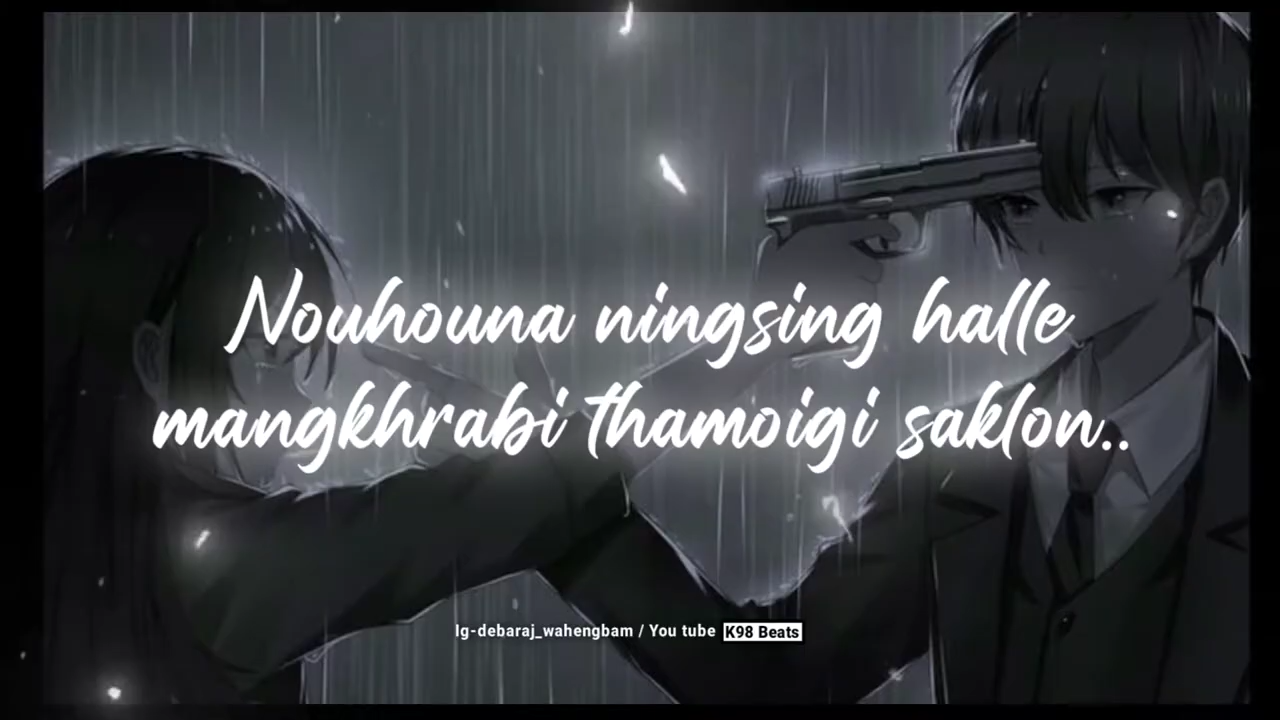 Nouhouna ningsing halle
mangkhrabi thamoigi saklon..
Ig-debaraj_wahengbam / You tube K98 Beats